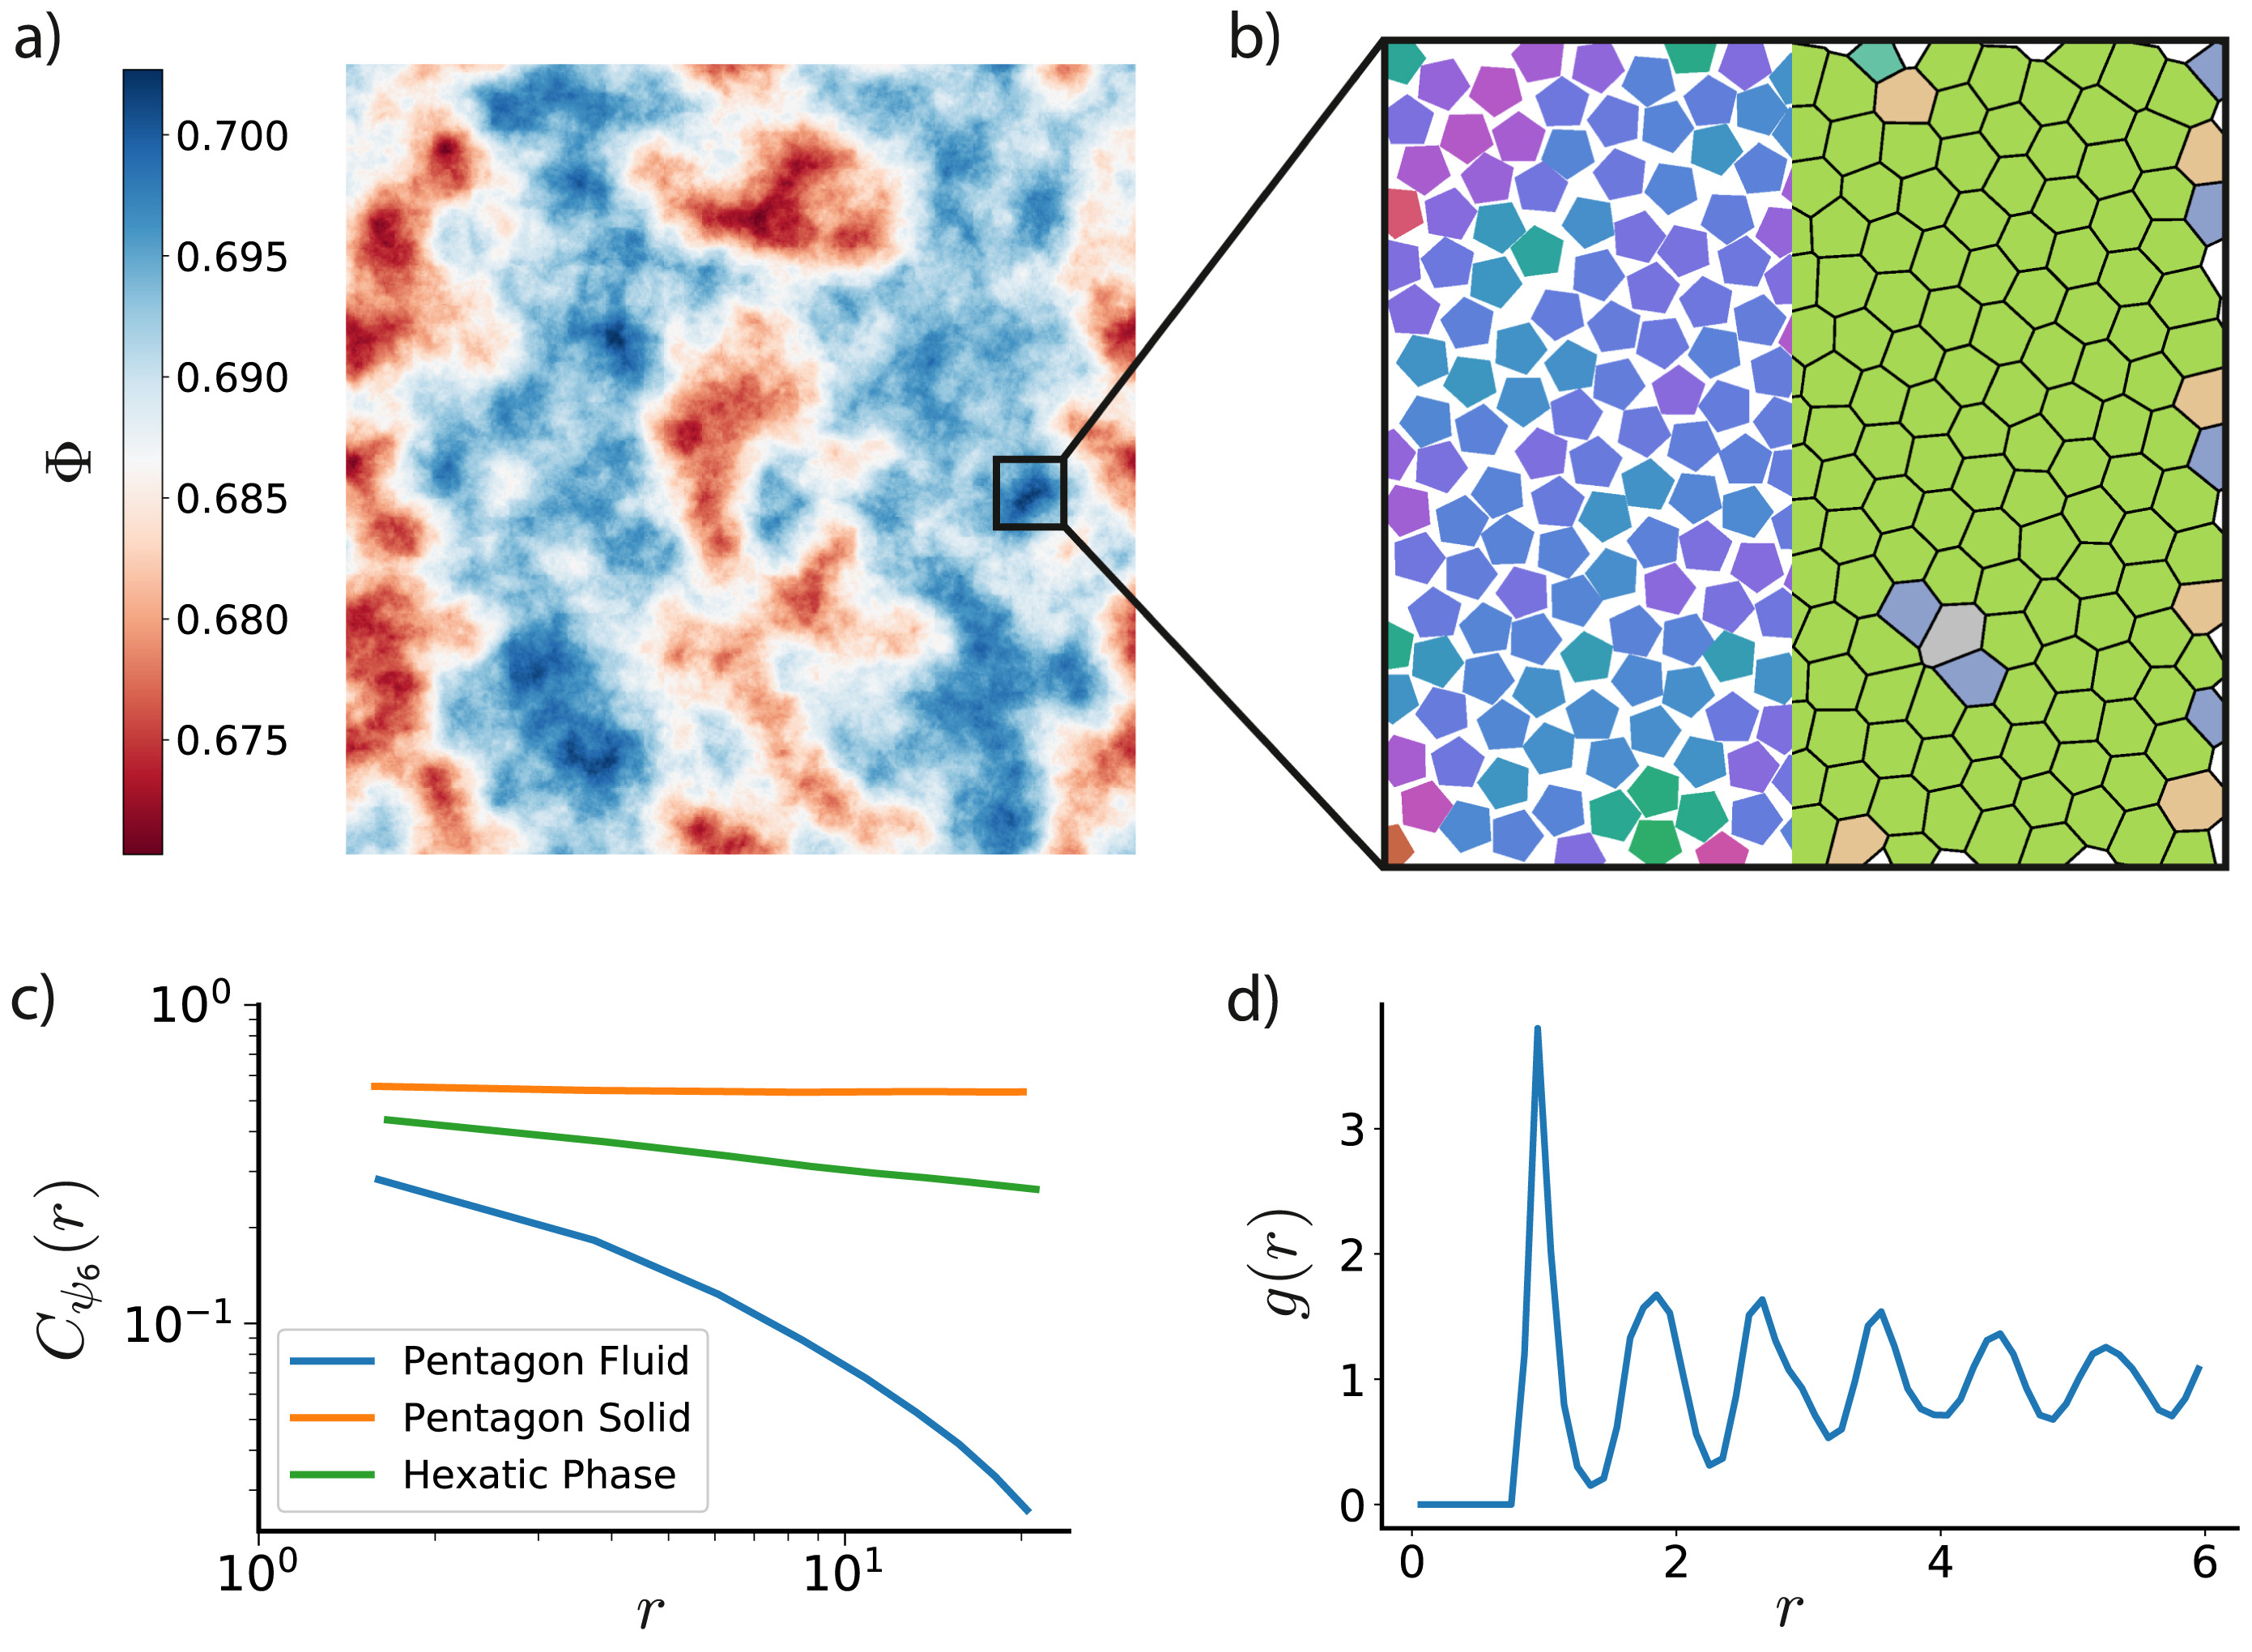 a)
0.700
0.695
0.690
0.685
0.680
0.675
Φ
b)
c)
10⁰
10⁻¹
C_ψ₆(r)
Pentagon Fluid
Pentagon Solid
Hexatic Phase
10⁰ 10¹
r
d)
3
2
1
0
g(r)
0 2 4 6
r